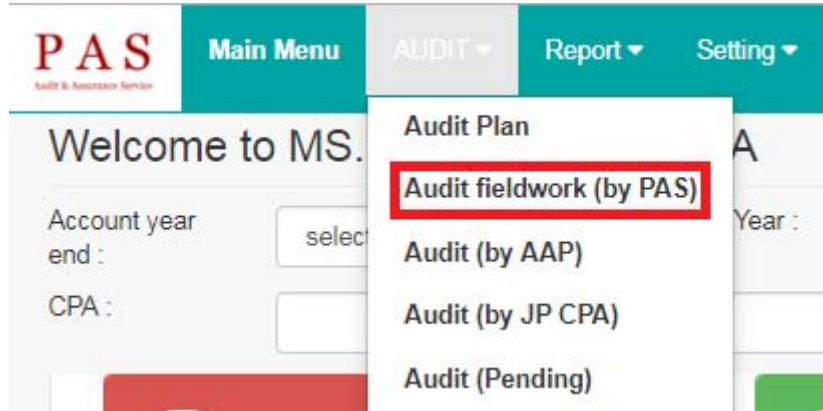 PAS
Audit & Assurance Service
Main Menu
AUDIT
Report
Setting
Audit Plan
Audit fieldwork (by PAS)
Audit (by AAP)
Audit (by JP CPA)
Audit (Pending)
Welcome to MS.
A
Account year
end :
selec
Year :
CPA :